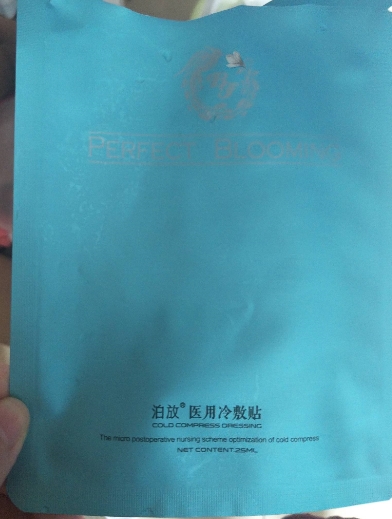 PERFECT BLOOMING
泊放®医用冷敷贴
COLD COMPRESS DRESSING
The micro postoperative nursing scheme optimization of cold compress
NET CONTENT:25ML